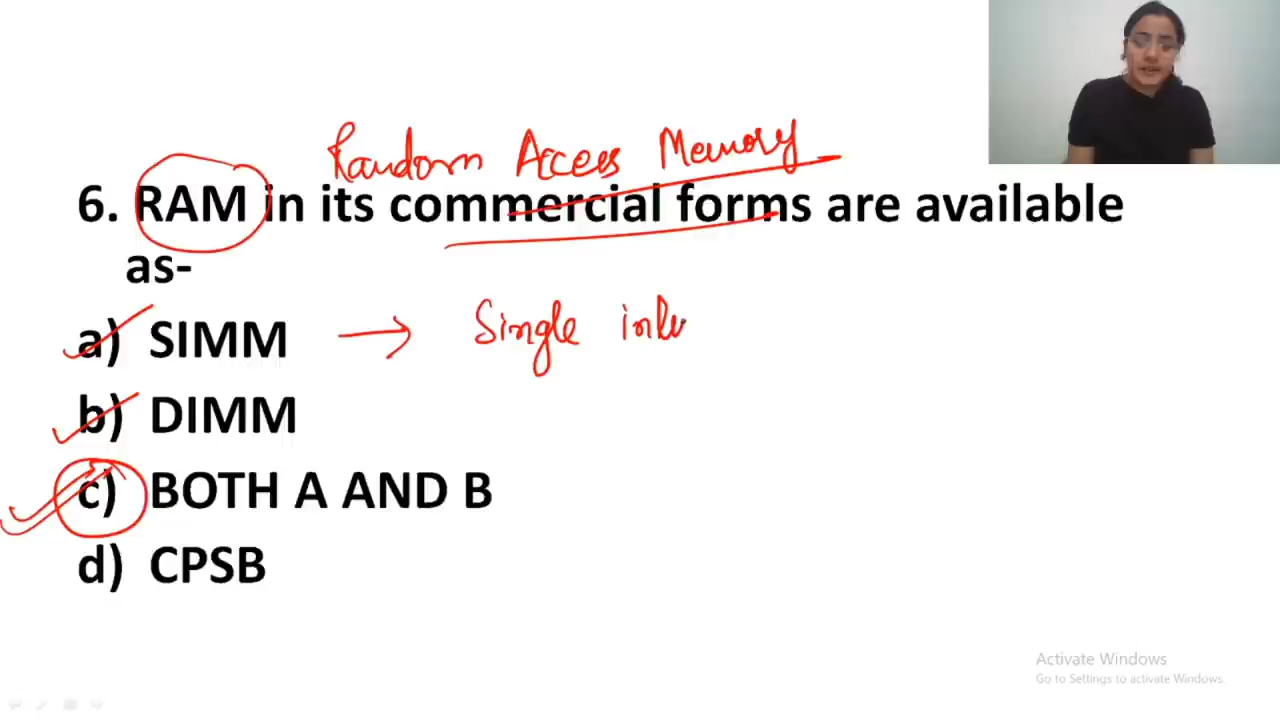 Random Access Memory
6. RAM in its commercial forms are available
as-
a) SIMM → Single
b) DIMM
c) BOTH A AND B
d) CPSB
Activate Windows
Go to Settings to activate Windows.